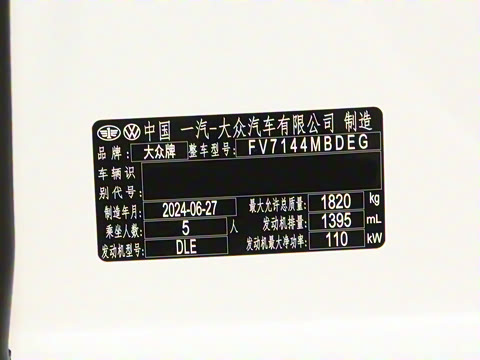 中国 一汽-大众汽车有限公司 制造
品牌: 大众牌 整车型号: FV7144MBDEG
车辆识
别代号:
制造年月: 2024-06-27 最大允许总质量: 1820 kg
乘坐人数: 5 人 发动机排量: 1395 mL
发动机型号: DLE 发动机最大净功率: 110 kW